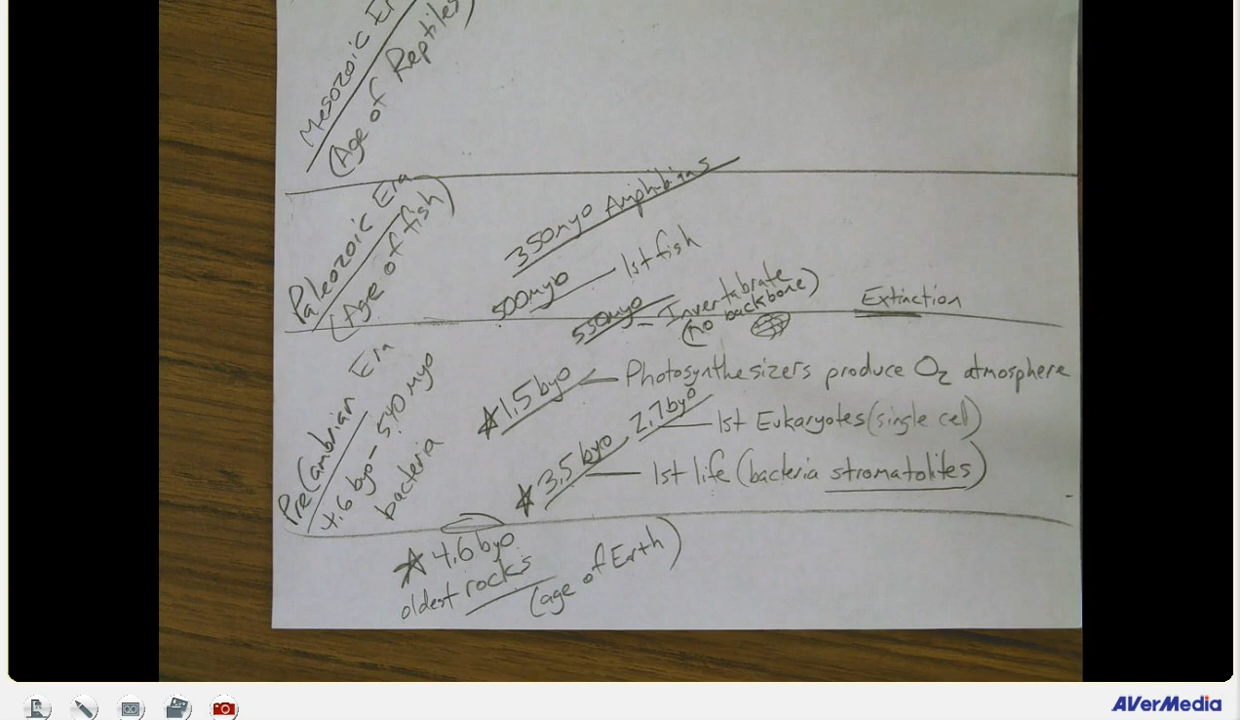 Mesozoic Er
(Age of Reptiles)
Paleozoic Era
(Age of fish)
350myo Amphibians
500myo 1st fish
550myo Invertabrate
(no backbone)
Extinction
PreCambrian Era
4.6 byo - 540 myo
bacteria
1.5 byo Photosynthesizers produce O2 atmosphere
2.7 byo 1st Eukaryotes (single cell)
3.5 byo 1st life (bacteria stromatolites)
4.6 byo
oldest rocks
(age of Earth)
AVerMedia